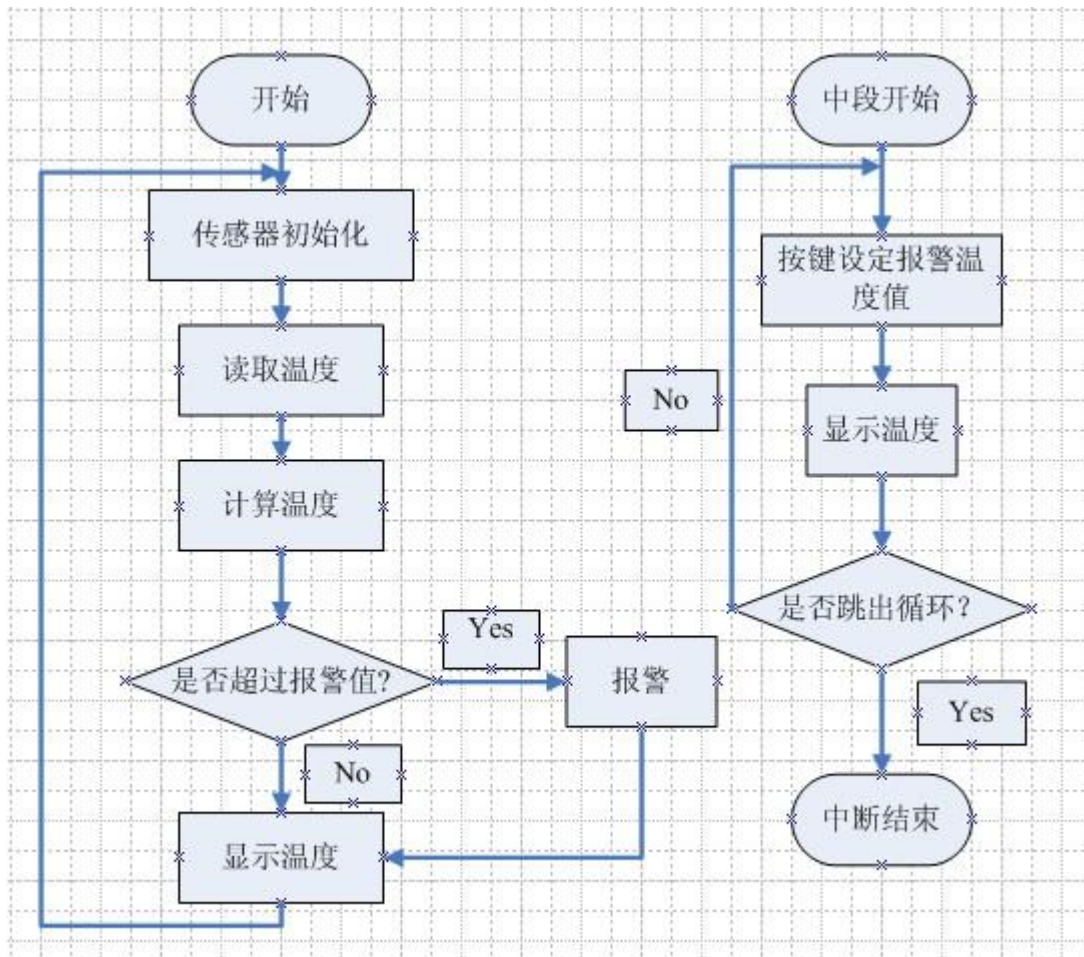 开始
传感器初始化
读取温度
计算温度
是否超过报警值?
Yes
报警
No
显示温度
中段开始
按键设定报警温
度值
No
显示温度
是否跳出循环?
Yes
中断结束